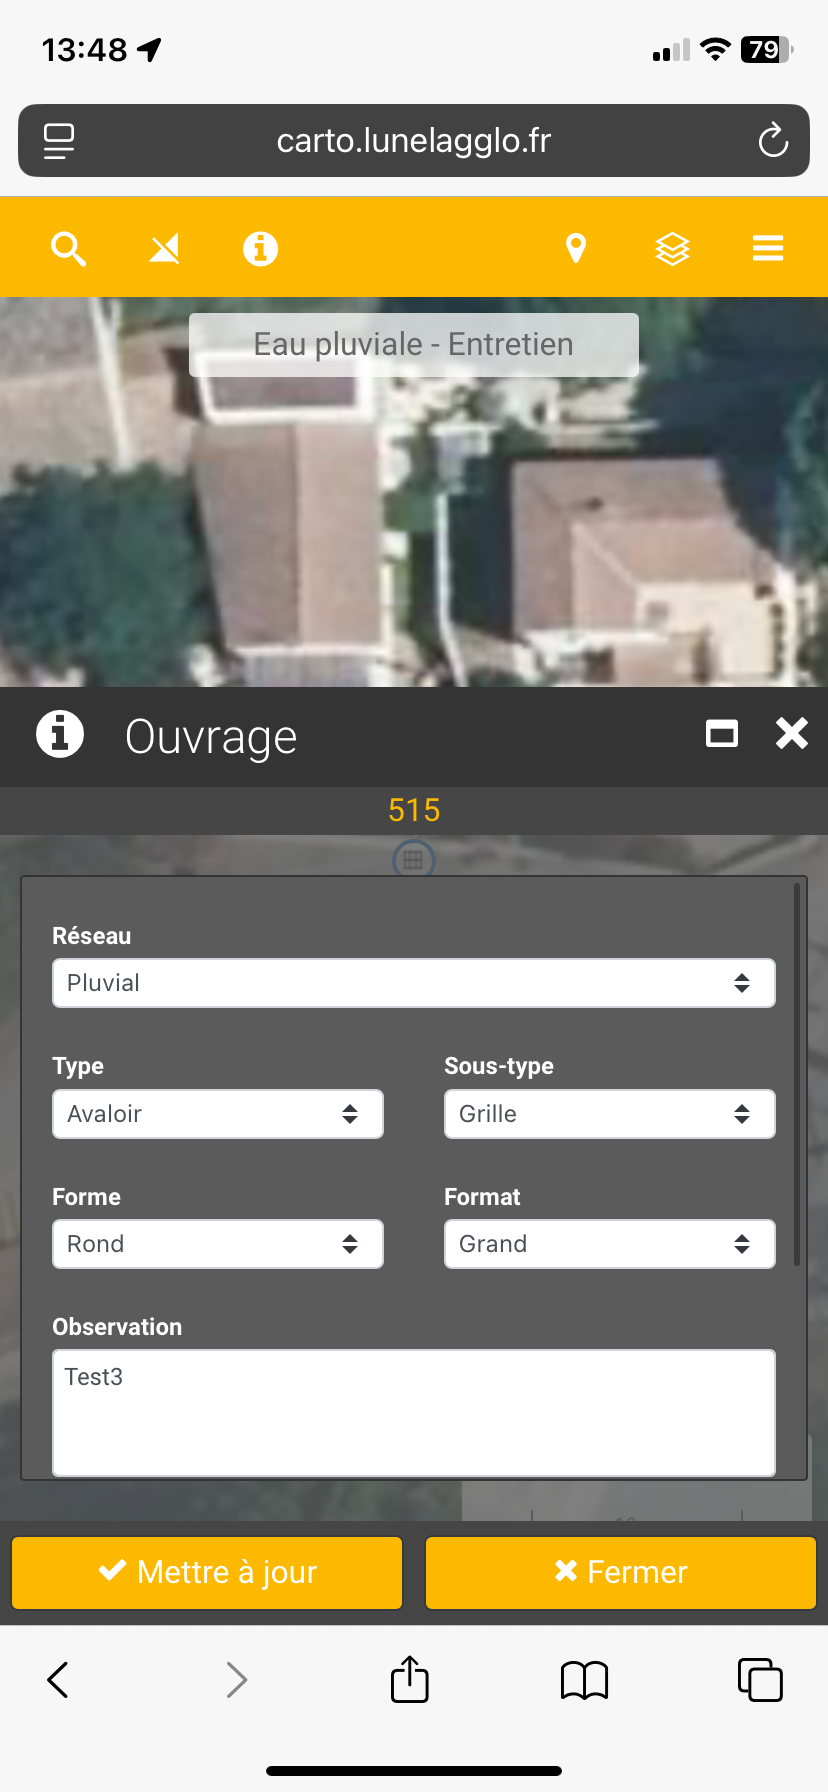 13:48
79
carto.lunelagglo.fr
Eau pluviale - Entretien
Ouvrage
515
Réseau
Pluvial
Type
Sous-type
Avaloir
Grille
Forme
Format
Rond
Grand
Observation
Test3
Mettre à jour
Fermer